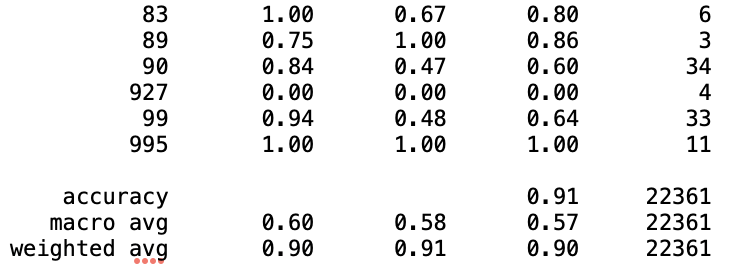 83 1.00 0.67 0.80 6
89 0.75 1.00 0.86 3
90 0.84 0.47 0.60 34
927 0.00 0.00 0.00 4
99 0.94 0.48 0.64 33
995 1.00 1.00 1.00 11
accuracy 0.91 22361
macro avg 0.60 0.58 0.57 22361
weighted avg 0.90 0.91 0.90 22361